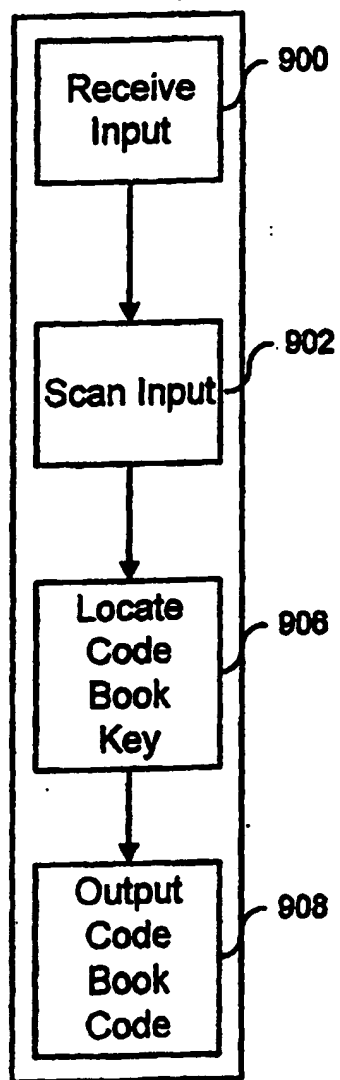 Receive
Input
900
Scan Input
902
Locate
Code
Book
Key
906
Output
Code
Book
Code
908